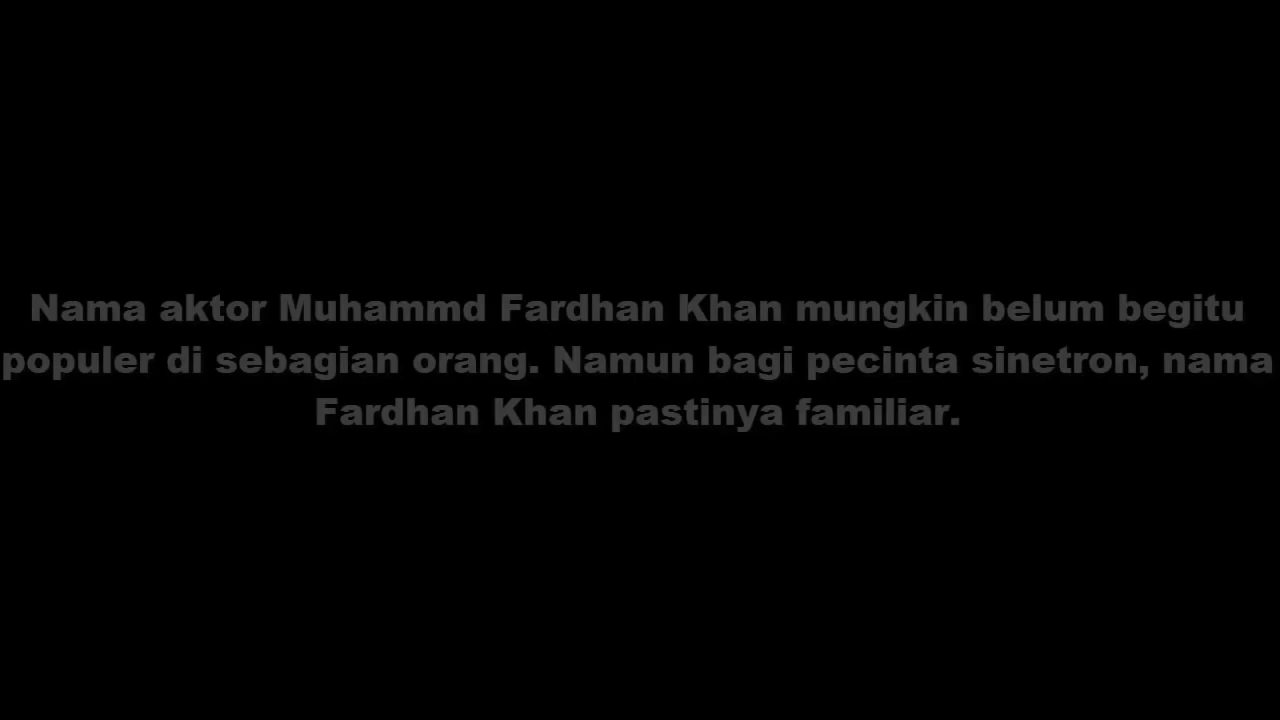 Nama aktor Muhammd Fardhan Khan mungkin belum begitu
populer di sebagian orang. Namun bagi pecinta sinetron, nama
Fardhan Khan pastinya familiar.